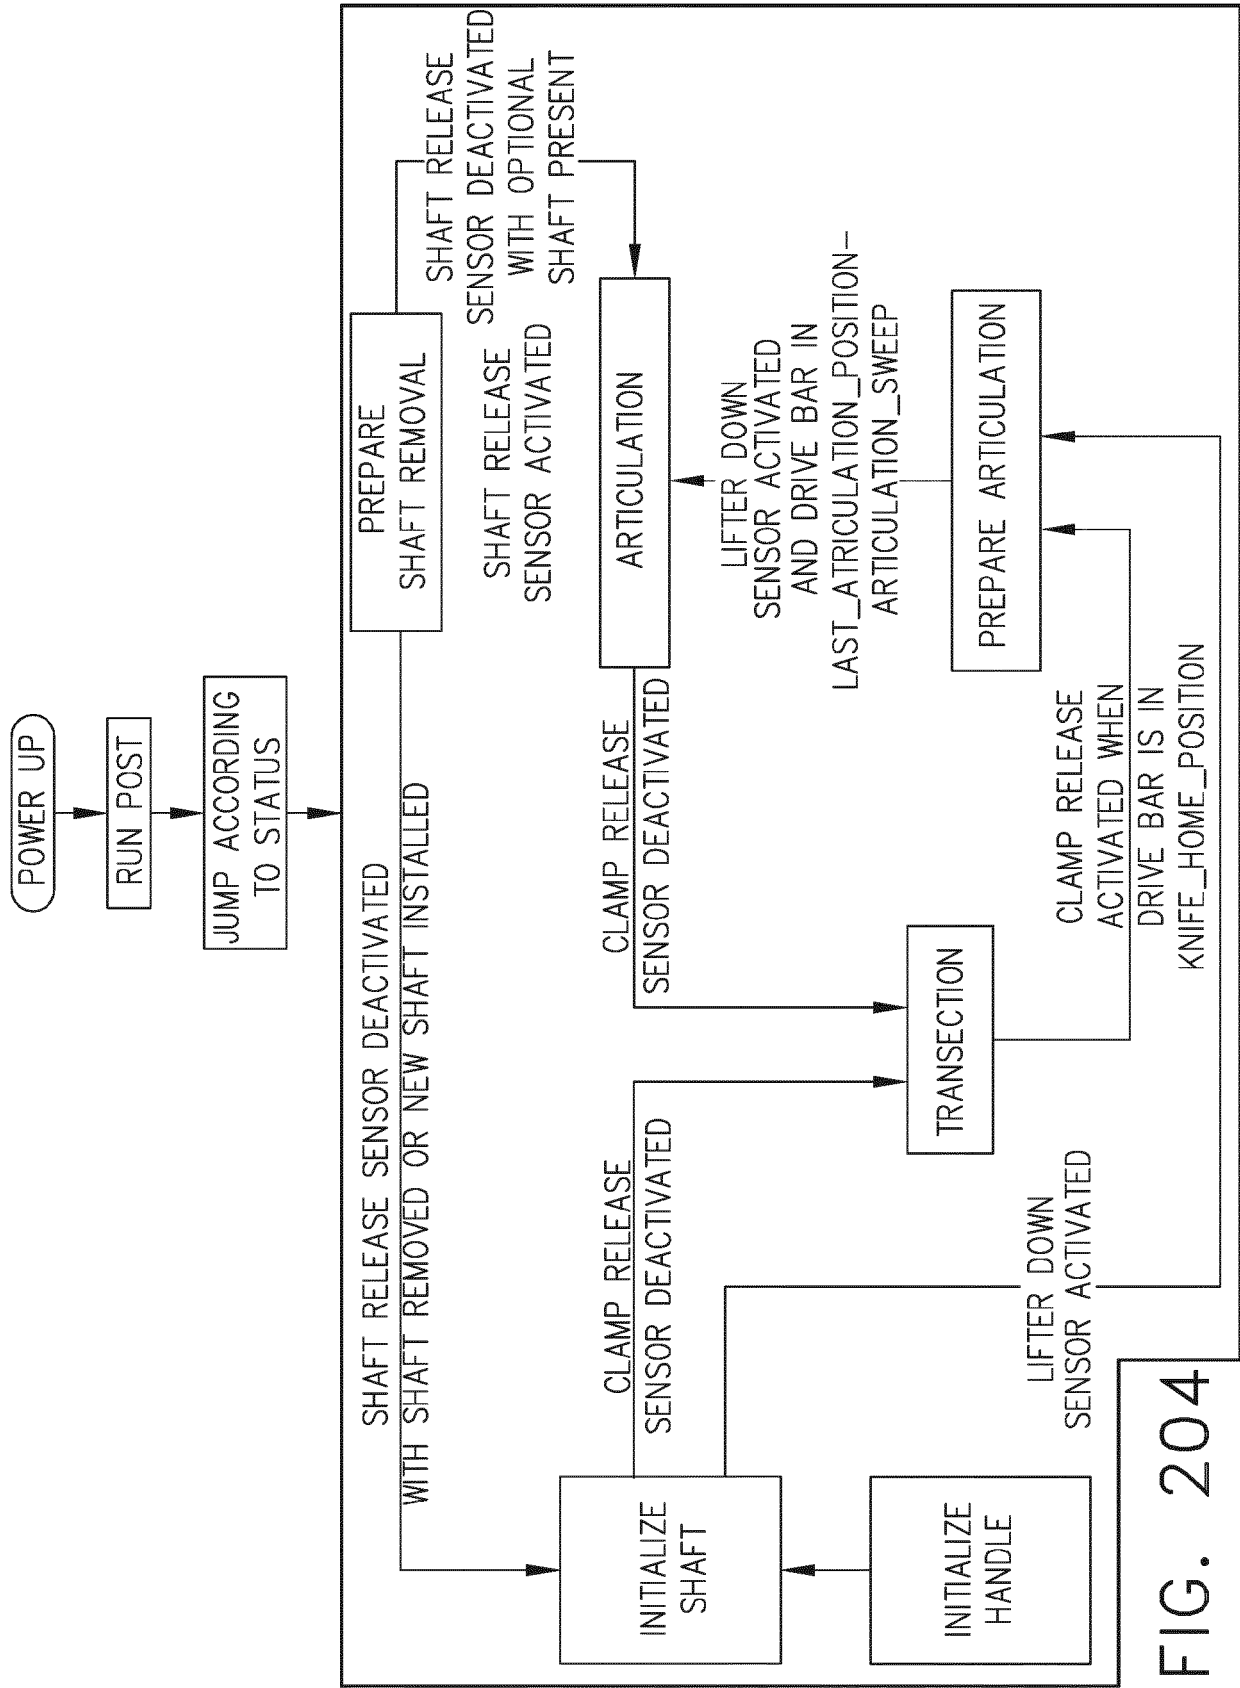 POWER UP
RUN POST
JUMP ACCORDING
TO STATUS
SHAFT RELEASE SENSOR DEACTIVATED
WITH SHAFT REMOVED OR NEW SHAFT INSTALLED
PREPARE
SHAFT REMOVAL
SHAFT RELEASE
SENSOR DEACTIVATED
WITH OPTIONAL
SHAFT PRESENT
SHAFT RELEASE
SENSOR ACTIVATED
INITIALIZE
SHAFT
CLAMP RELEASE
SENSOR DEACTIVATED
CLAMP RELEASE
SENSOR DEACTIVATED
ARTICULATION
LIFTER DOWN
SENSOR ACTIVATED
AND DRIVE BAR IN
LAST_ATRICULATION_POSITION–
ARTICULATION_SWEEP
INITIALIZE
HANDLE
TRANSECTION
PREPARE ARTICULATION
LIFTER DOWN
SENSOR ACTIVATED
CLAMP RELEASE
ACTIVATED WHEN
DRIVE BAR IS IN
KNIFE_HOME_POSITION
FIG. 204